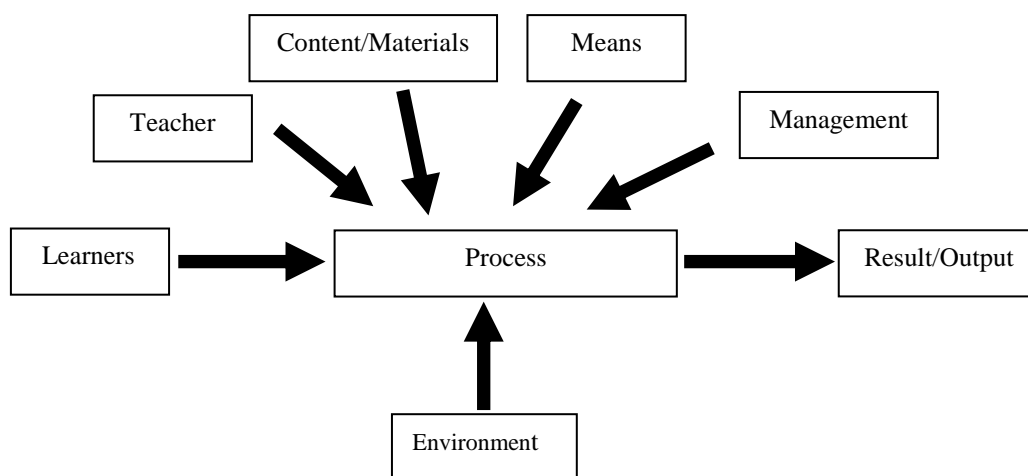 Content/Materials
Means
Teacher
Management
Learners
Process
Result/Output
Environment